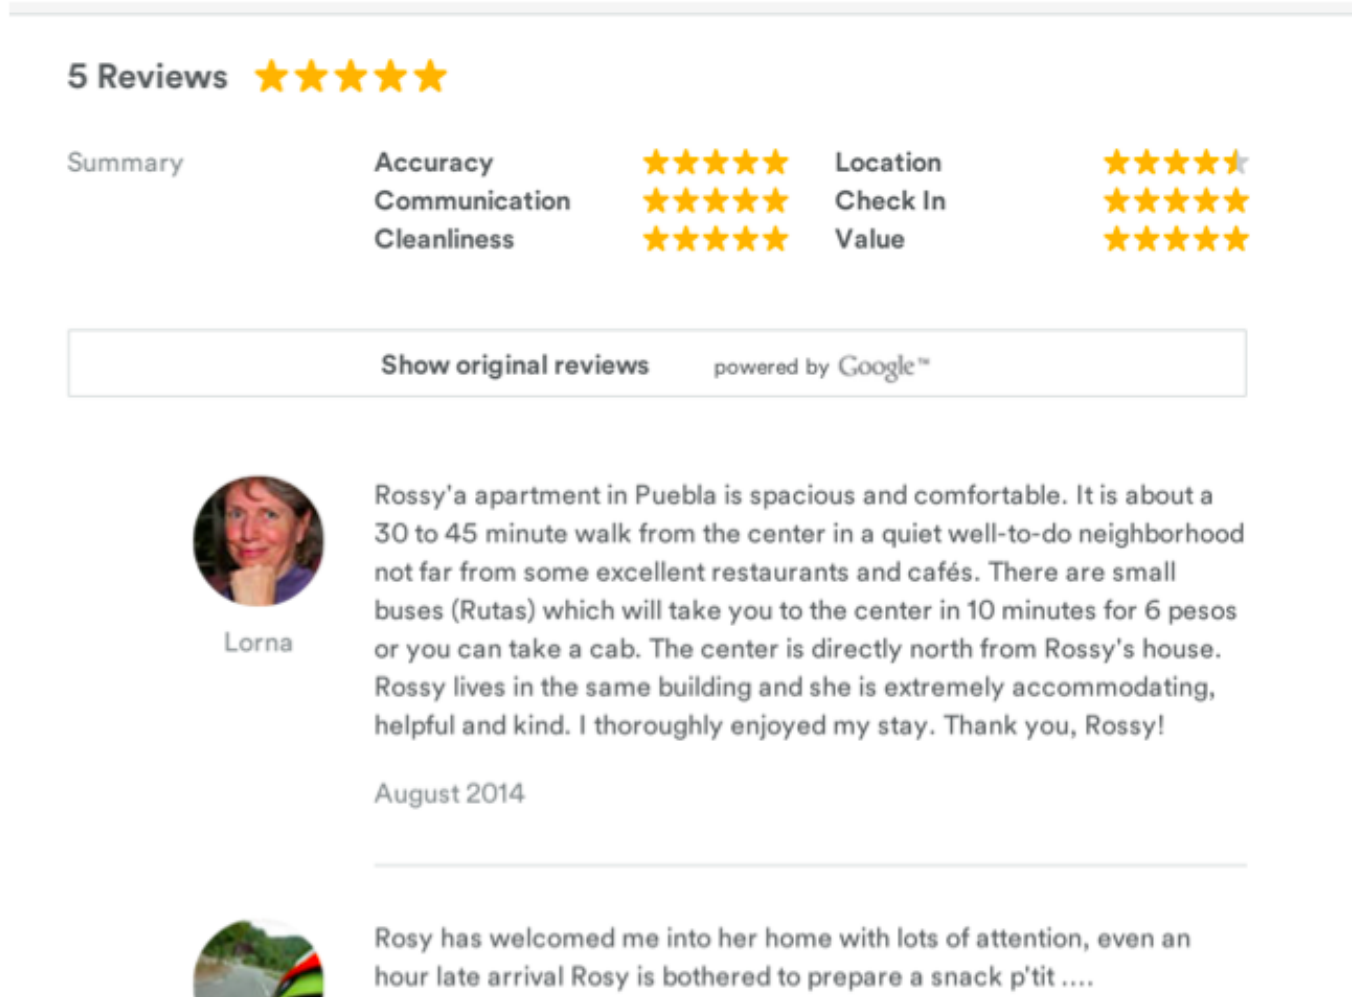 5 Reviews
Summary
Accuracy
Location
Communication
Check In
Cleanliness
Value
Show original reviews powered by Google™
Rossy'a apartment in Puebla is spacious and comfortable. It is about a
30 to 45 minute walk from the center in a quiet well-to-do neighborhood
not far from some excellent restaurants and cafés. There are small
buses (Rutas) which will take you to the center in 10 minutes for 6 pesos
or you can take a cab. The center is directly north from Rossy's house.
Rossy lives in the same building and she is extremely accommodating,
helpful and kind. I thoroughly enjoyed my stay. Thank you, Rossy!
Lorna
August 2014
Rosy has welcomed me into her home with lots of attention, even an
hour late arrival Rosy is bothered to prepare a snack p'tit ....